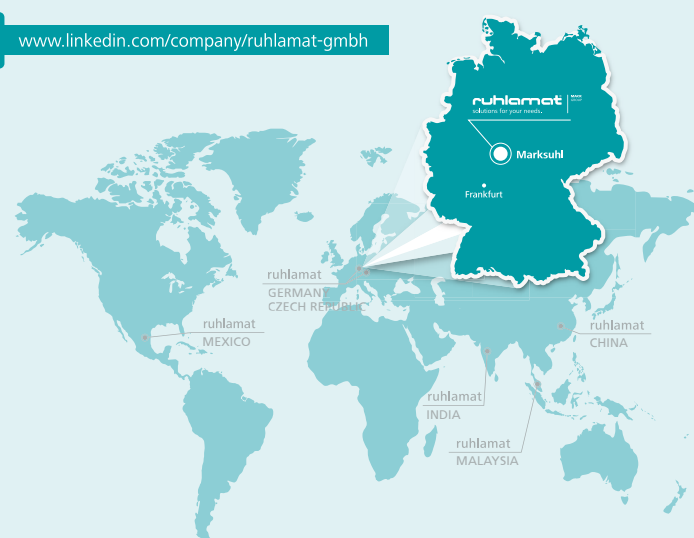 www.linkedin.com/company/ruhlamat-gmbh
ruhlamat
solutions for your needs.
Marksuhl
Frankfurt
ruhlamat
GERMANY
CZECH REPUBLIC
ruhlamat
MEXICO
ruhlamat
CHINA
ruhlamat
INDIA
ruhlamat
MALAYSIA